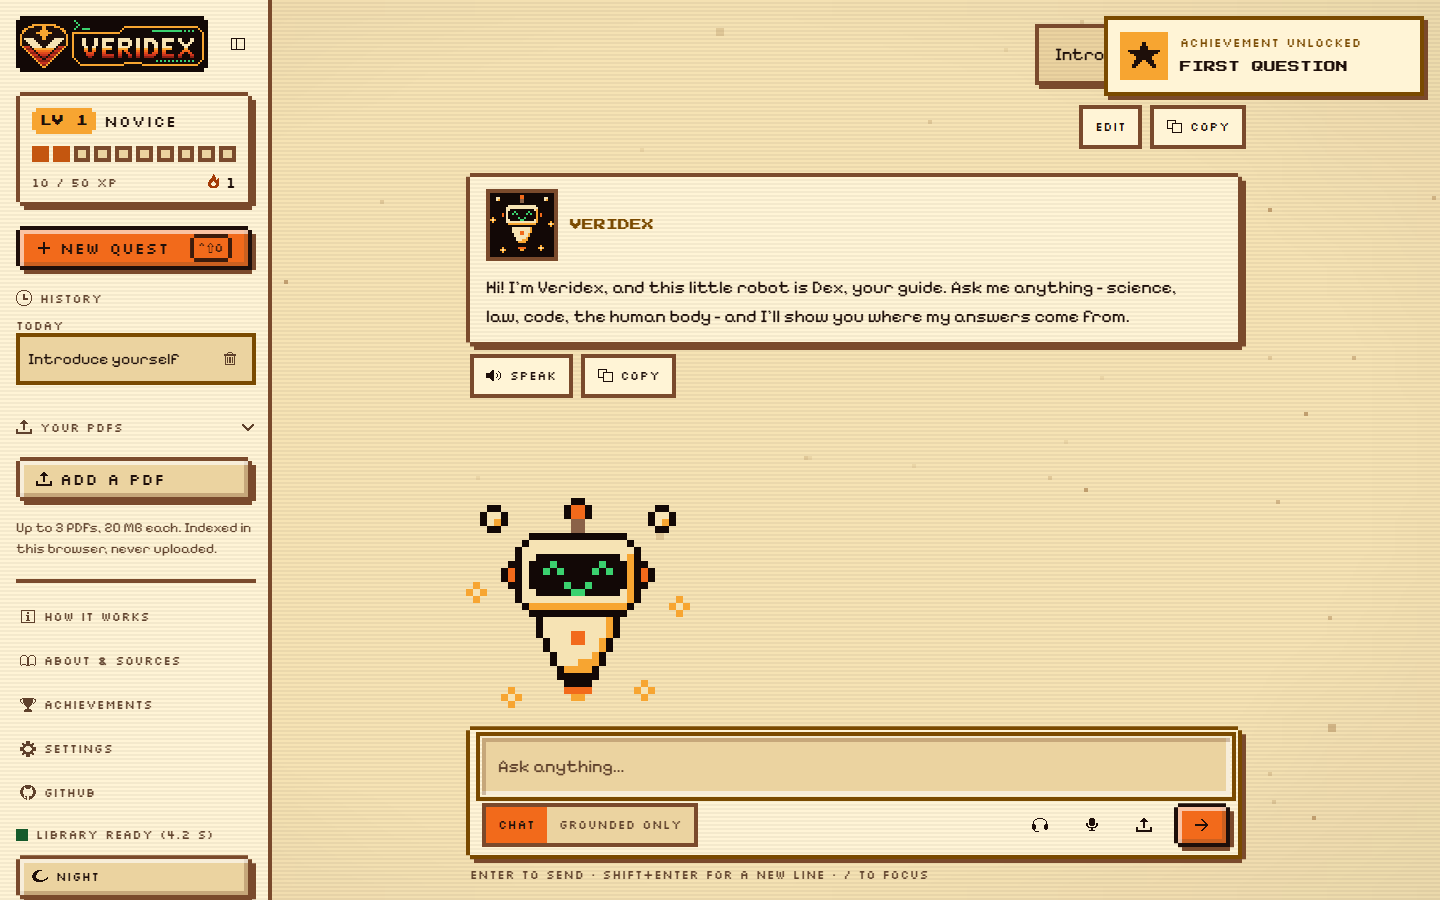 VERIDEX
LV 1 NOVICE
10 / 50 XP
1
+ NEW QUEST ^⇧O
HISTORY
TODAY
Introduce yourself
YOUR PDFS
ADD A PDF
Up to 3 PDFs, 20 MB each. Indexed in
this browser, never uploaded.
HOW IT WORKS
ABOUT & SOURCES
ACHIEVEMENTS
SETTINGS
GITHUB
LIBRARY READY (4.2 S)
NIGHT
Intro
ACHIEVEMENT UNLOCKED
FIRST QUESTION
EDIT
COPY
VERIDEX
Hi! I'm Veridex, and this little robot is Dex, your guide. Ask me anything - science,
law, code, the human body - and I'll show you where my answers come from.
SPEAK
COPY
Ask anything...
CHAT
GROUNDED ONLY
ENTER TO SEND · SHIFT+ENTER FOR A NEW LINE · / TO FOCUS